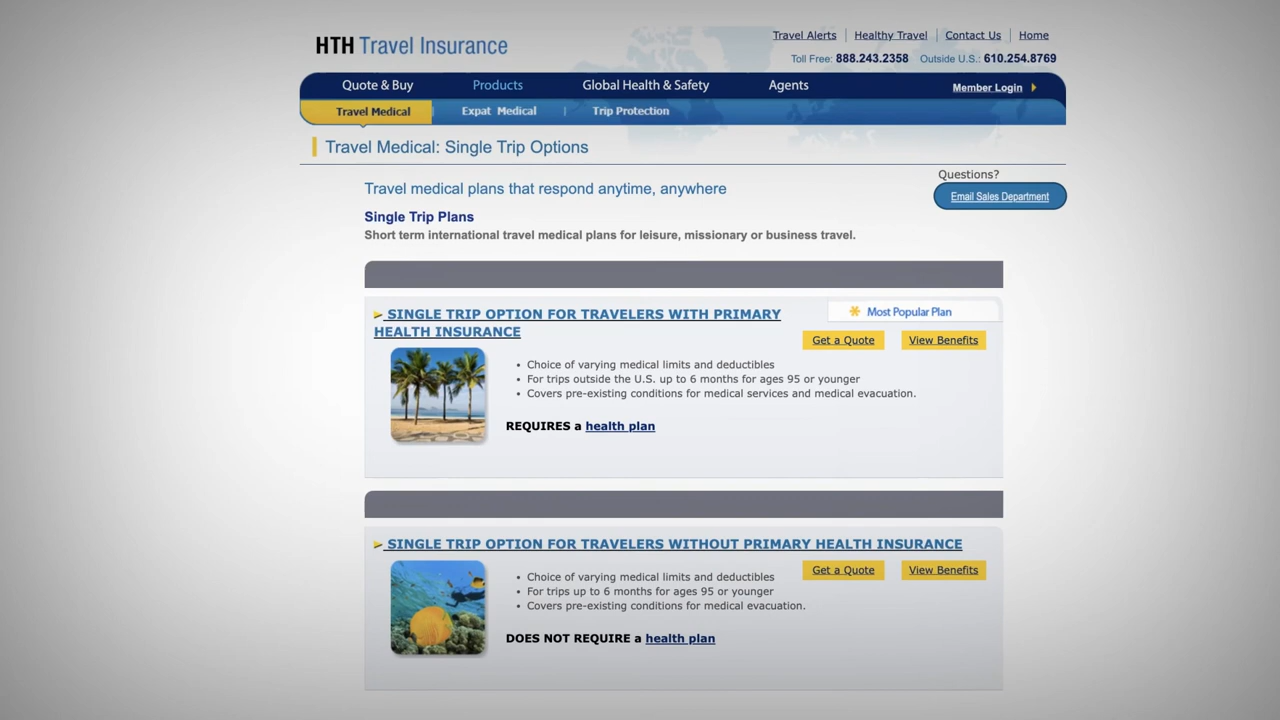 HTH Travel Insurance
Travel Alerts Healthy Travel Contact Us Home
Toll Free: 888.243.2358 Outside U.S.: 610.254.8769
Quote & Buy Products Global Health & Safety Agents Member Login
Travel Medical Expat Medical Trip Protection
Travel Medical: Single Trip Options
Questions?
Email Sales Department
Travel medical plans that respond anytime, anywhere
Single Trip Plans
Short term international travel medical plans for leisure, missionary or business travel.
Most Popular Plan
SINGLE TRIP OPTION FOR TRAVELERS WITH PRIMARY
HEALTH INSURANCE
Get a Quote View Benefits
• Choice of varying medical limits and deductibles
• For trips outside the U.S. up to 6 months for ages 95 or younger
• Covers pre-existing conditions for medical services and medical evacuation.
REQUIRES a health plan
SINGLE TRIP OPTION FOR TRAVELERS WITHOUT PRIMARY HEALTH INSURANCE
Get a Quote View Benefits
• Choice of varying medical limits and deductibles
• For trips up to 6 months for ages 95 or younger
• Covers pre-existing conditions for medical evacuation.
DOES NOT REQUIRE a health plan